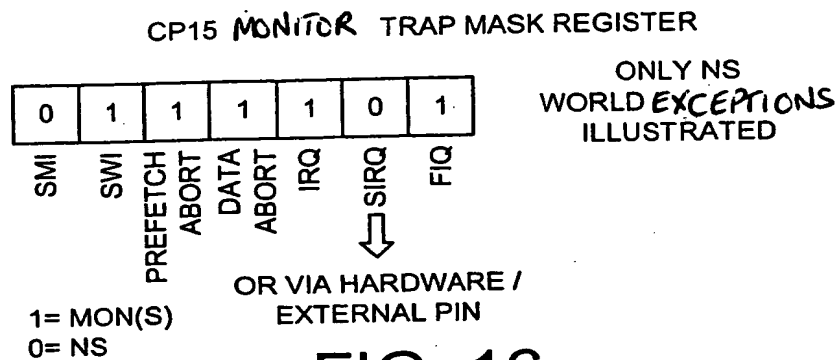 CP15 MONITOR TRAP MASK REGISTER
ONLY NS
WORLD EXCEPTIONS
ILLUSTRATED
0 1 1 1 1 0 1
SMI
SWI
PREFETCH
ABORT
DATA
ABORT
IRQ
SIRQ
FIQ
OR VIA HARDWARE /
EXTERNAL PIN
1= MON(S)
0= NS